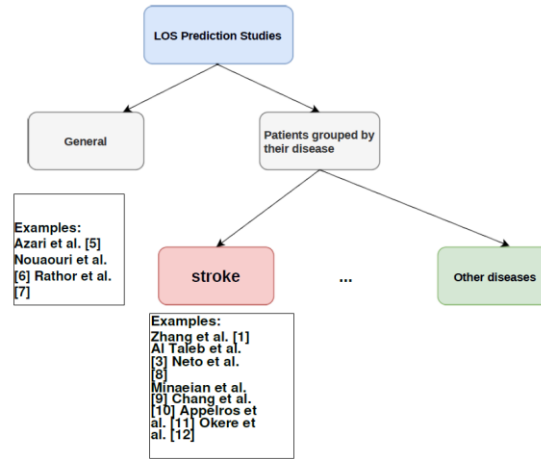 LOS Prediction Studies
General
Patients grouped by
their disease
Examples:
Azari et al. [5]
Nouaouri et al.
[6] Rathor et al.
[7]
stroke
...
Other diseases
Examples:
Zhang et al. [1]
Al Taleb et al.
[3] Neto et al.
[8]
Minaeian et al.
[9] Chang et al.
[10] Appelros et
al. [11] Okere et
al. [12]